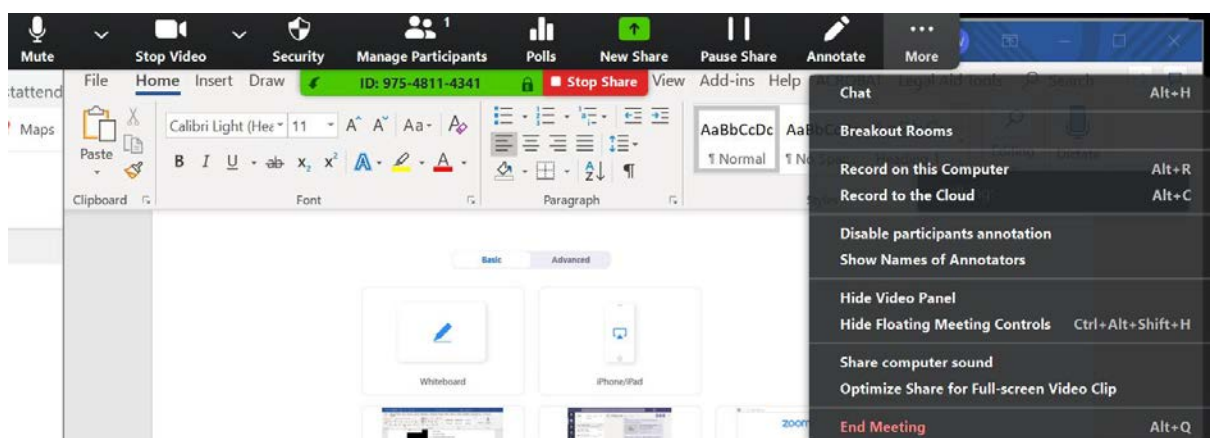 1
Mute Stop Video Security Manage Participants Polls New Share Pause Share Annotate More
File Home Insert Draw ID: 975-4811-4341 Stop Share View Add-ins Help
tattend
Maps
Paste
Calibri Light (Hea 11 A A Aa A
B I U ab x₂ x² A A
AaBbCcDc
¶ Normal
Clipboard Font Paragraph
Basic Advanced
Whiteboard iPhone/iPad
zoom
Chat Alt+H
Breakout Rooms
Record on this Computer Alt+R
Record to the Cloud Alt+C
Disable participants annotation
Show Names of Annotators
Hide Video Panel
Hide Floating Meeting Controls Ctrl+Alt+Shift+H
Share computer sound
Optimize Share for Full-screen Video Clip
End Meeting Alt+Q